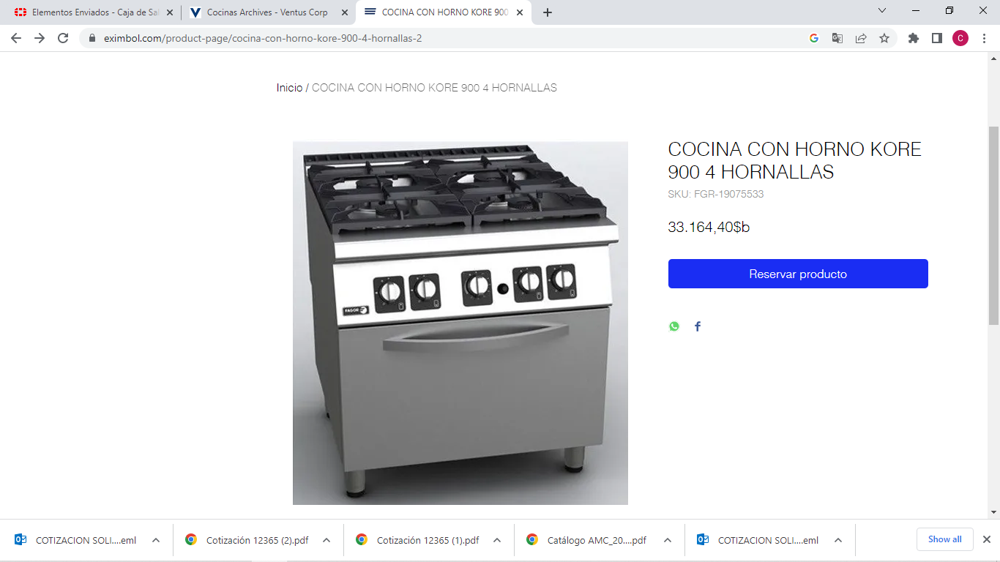 Elementos Enviados - Caja de Sal
Cocinas Archives - Ventus Corp
COCINA CON HORNO KORE 900
eximbol.com/product-page/cocina-con-horno-kore-900-4-hornallas-2
C
Inicio / COCINA CON HORNO KORE 900 4 HORNALLAS
COCINA CON HORNO KORE
900 4 HORNALLAS
SKU: FGR-19075533
33.164,40$b
Reservar producto
FAGOR
COTIZACION SOLI....eml
Cotización 12365 (2).pdf
Cotización 12365 (1).pdf
Catálogo AMC_20....pdf
COTIZACION SOLI....eml
Show all